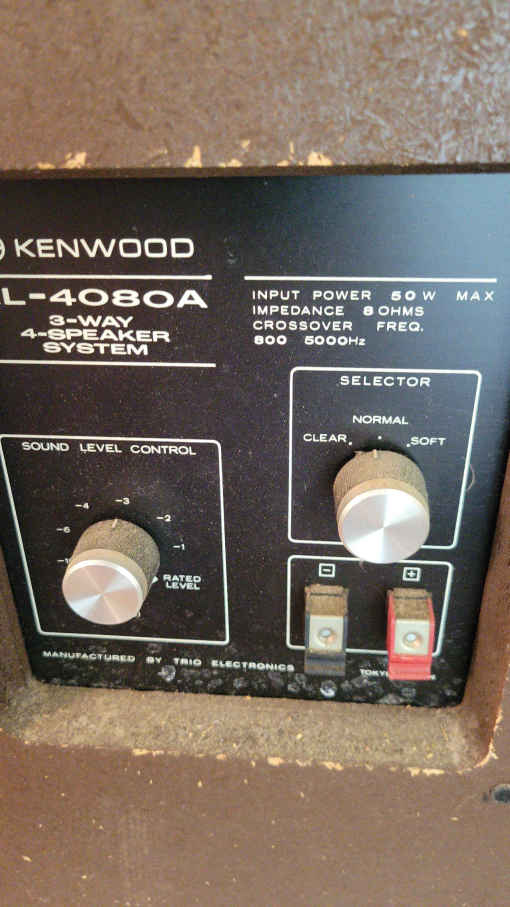 KENWOOD
L-4080A
3-WAY
4-SPEAKER
SYSTEM
INPUT POWER 50 W MAX
IMPEDANCE 8 OHMS
CROSSOVER FREQ.
800 5000Hz
SELECTOR
NORMAL
CLEAR SOFT
SOUND LEVEL CONTROL
-3
-4 -2
-6 -1
RATED
LEVEL
- +
MANUFACTURED BY TRIO ELECTRONICS